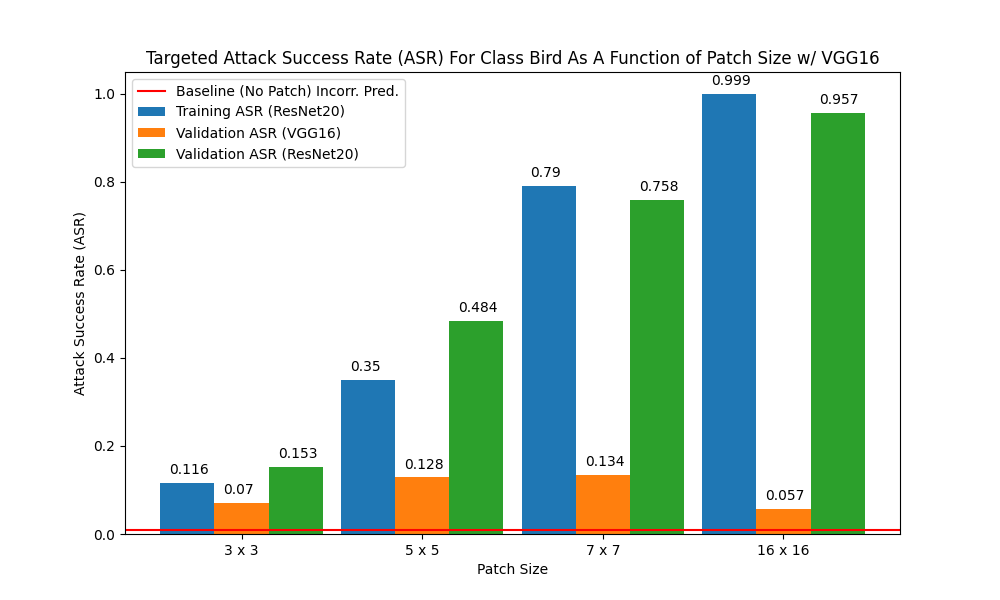 Targeted Attack Success Rate (ASR) For Class Bird As A Function of Patch Size w/ VGG16
Baseline (No Patch) Incorr. Pred.
Training ASR (ResNet20)
Validation ASR (VGG16)
Validation ASR (ResNet20)
Attack Success Rate (ASR)
1.0
0.8
0.6
0.4
0.2
0.0
0.116
0.07
0.153
0.35
0.128
0.484
0.79
0.134
0.758
0.999
0.057
0.957
3 x 3
5 x 5
7 x 7
16 x 16
Patch Size